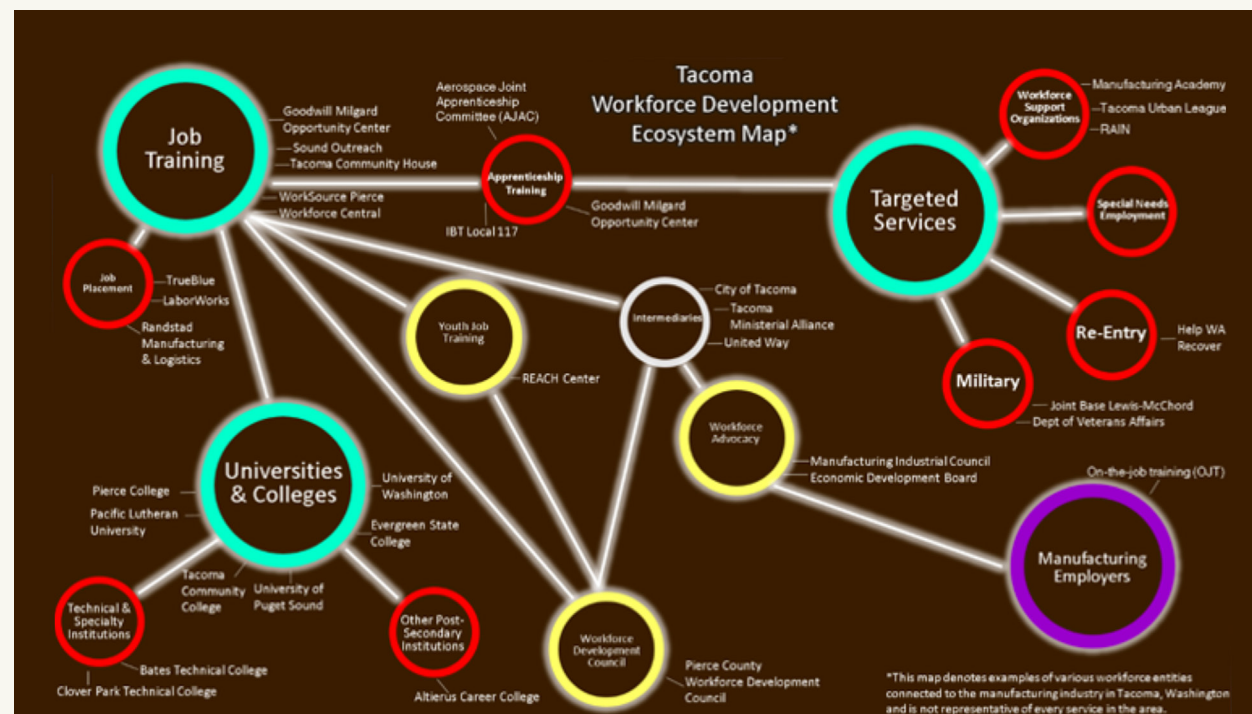 Tacoma
Workforce Development
Ecosystem Map*
Job
Training
Goodwill Milgard
Opportunity Center
Sound Outreach
Tacoma Community House
WorkSource Pierce
Workforce Central
Aerospace Joint
Apprenticeship
Committee (AJAC)
Apprenticeship
Training
IBT Local 117
Goodwill Milgard
Opportunity Center
Targeted
Services
Workforce
Support
Organizations
Manufacturing Academy
Tacoma Urban League
RAIN
Special Needs
Employment
Re-Entry
Help WA
Recover
Military
Joint Base Lewis-McChord
Dept of Veterans Affairs
Job
Placement
TrueBlue
LaborWorks
Randstad
Manufacturing
& Logistics
Youth Job
Training
REACH Center
Intermediaries
City of Tacoma
Tacoma
Ministerial Alliance
United Way
Workforce
Advocacy
Manufacturing Industrial Council
Economic Development Board
On-the-job training (OJT)
Manufacturing
Employers
Universities
& Colleges
Pierce College
Pacific Lutheran
University
University of
Washington
Evergreen State
College
Tacoma
Community
College
University of
Puget Sound
Technical &
Specialty
Institutions
Bates Technical College
Clover Park Technical College
Other Post-
Secondary
Institutions
Altierus Career College
Workforce
Development
Council
Pierce County
Workforce Development
Council
*This map denotes examples of various workforce entities
connected to the manufacturing industry in Tacoma, Washington
and is not representative of every service in the area.